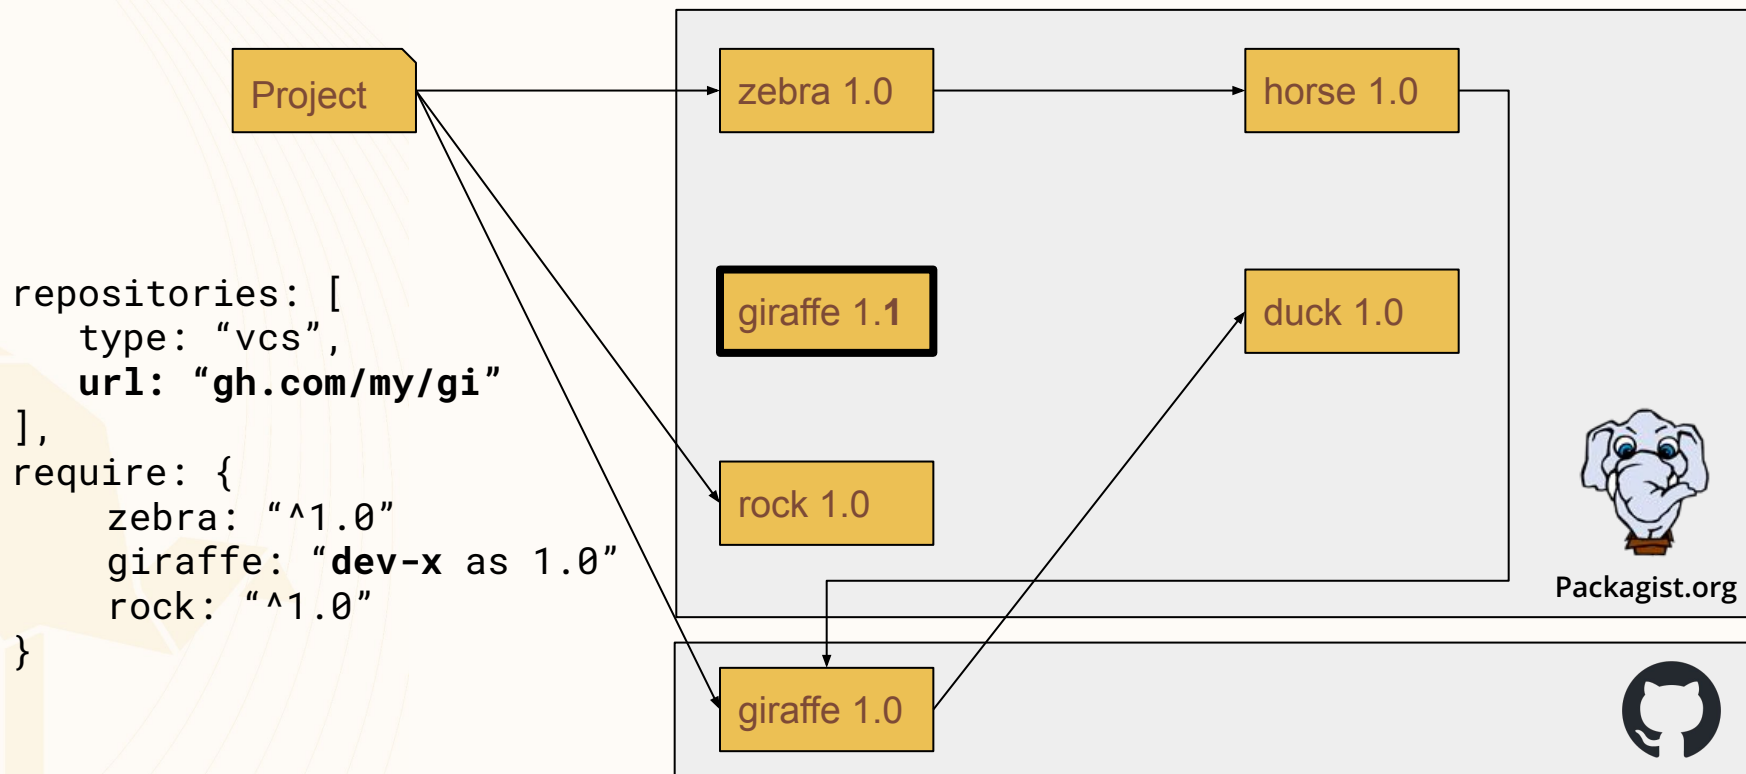 Project
zebra 1.0
horse 1.0
giraffe 1.1
duck 1.0
rock 1.0
Packagist.org
giraffe 1.0
repositories: [
type: “vcs”,
url: “gh.com/my/gi”
],
require: {
zebra: “^1.0”
giraffe: “dev-x as 1.0”
rock: “^1.0”
}